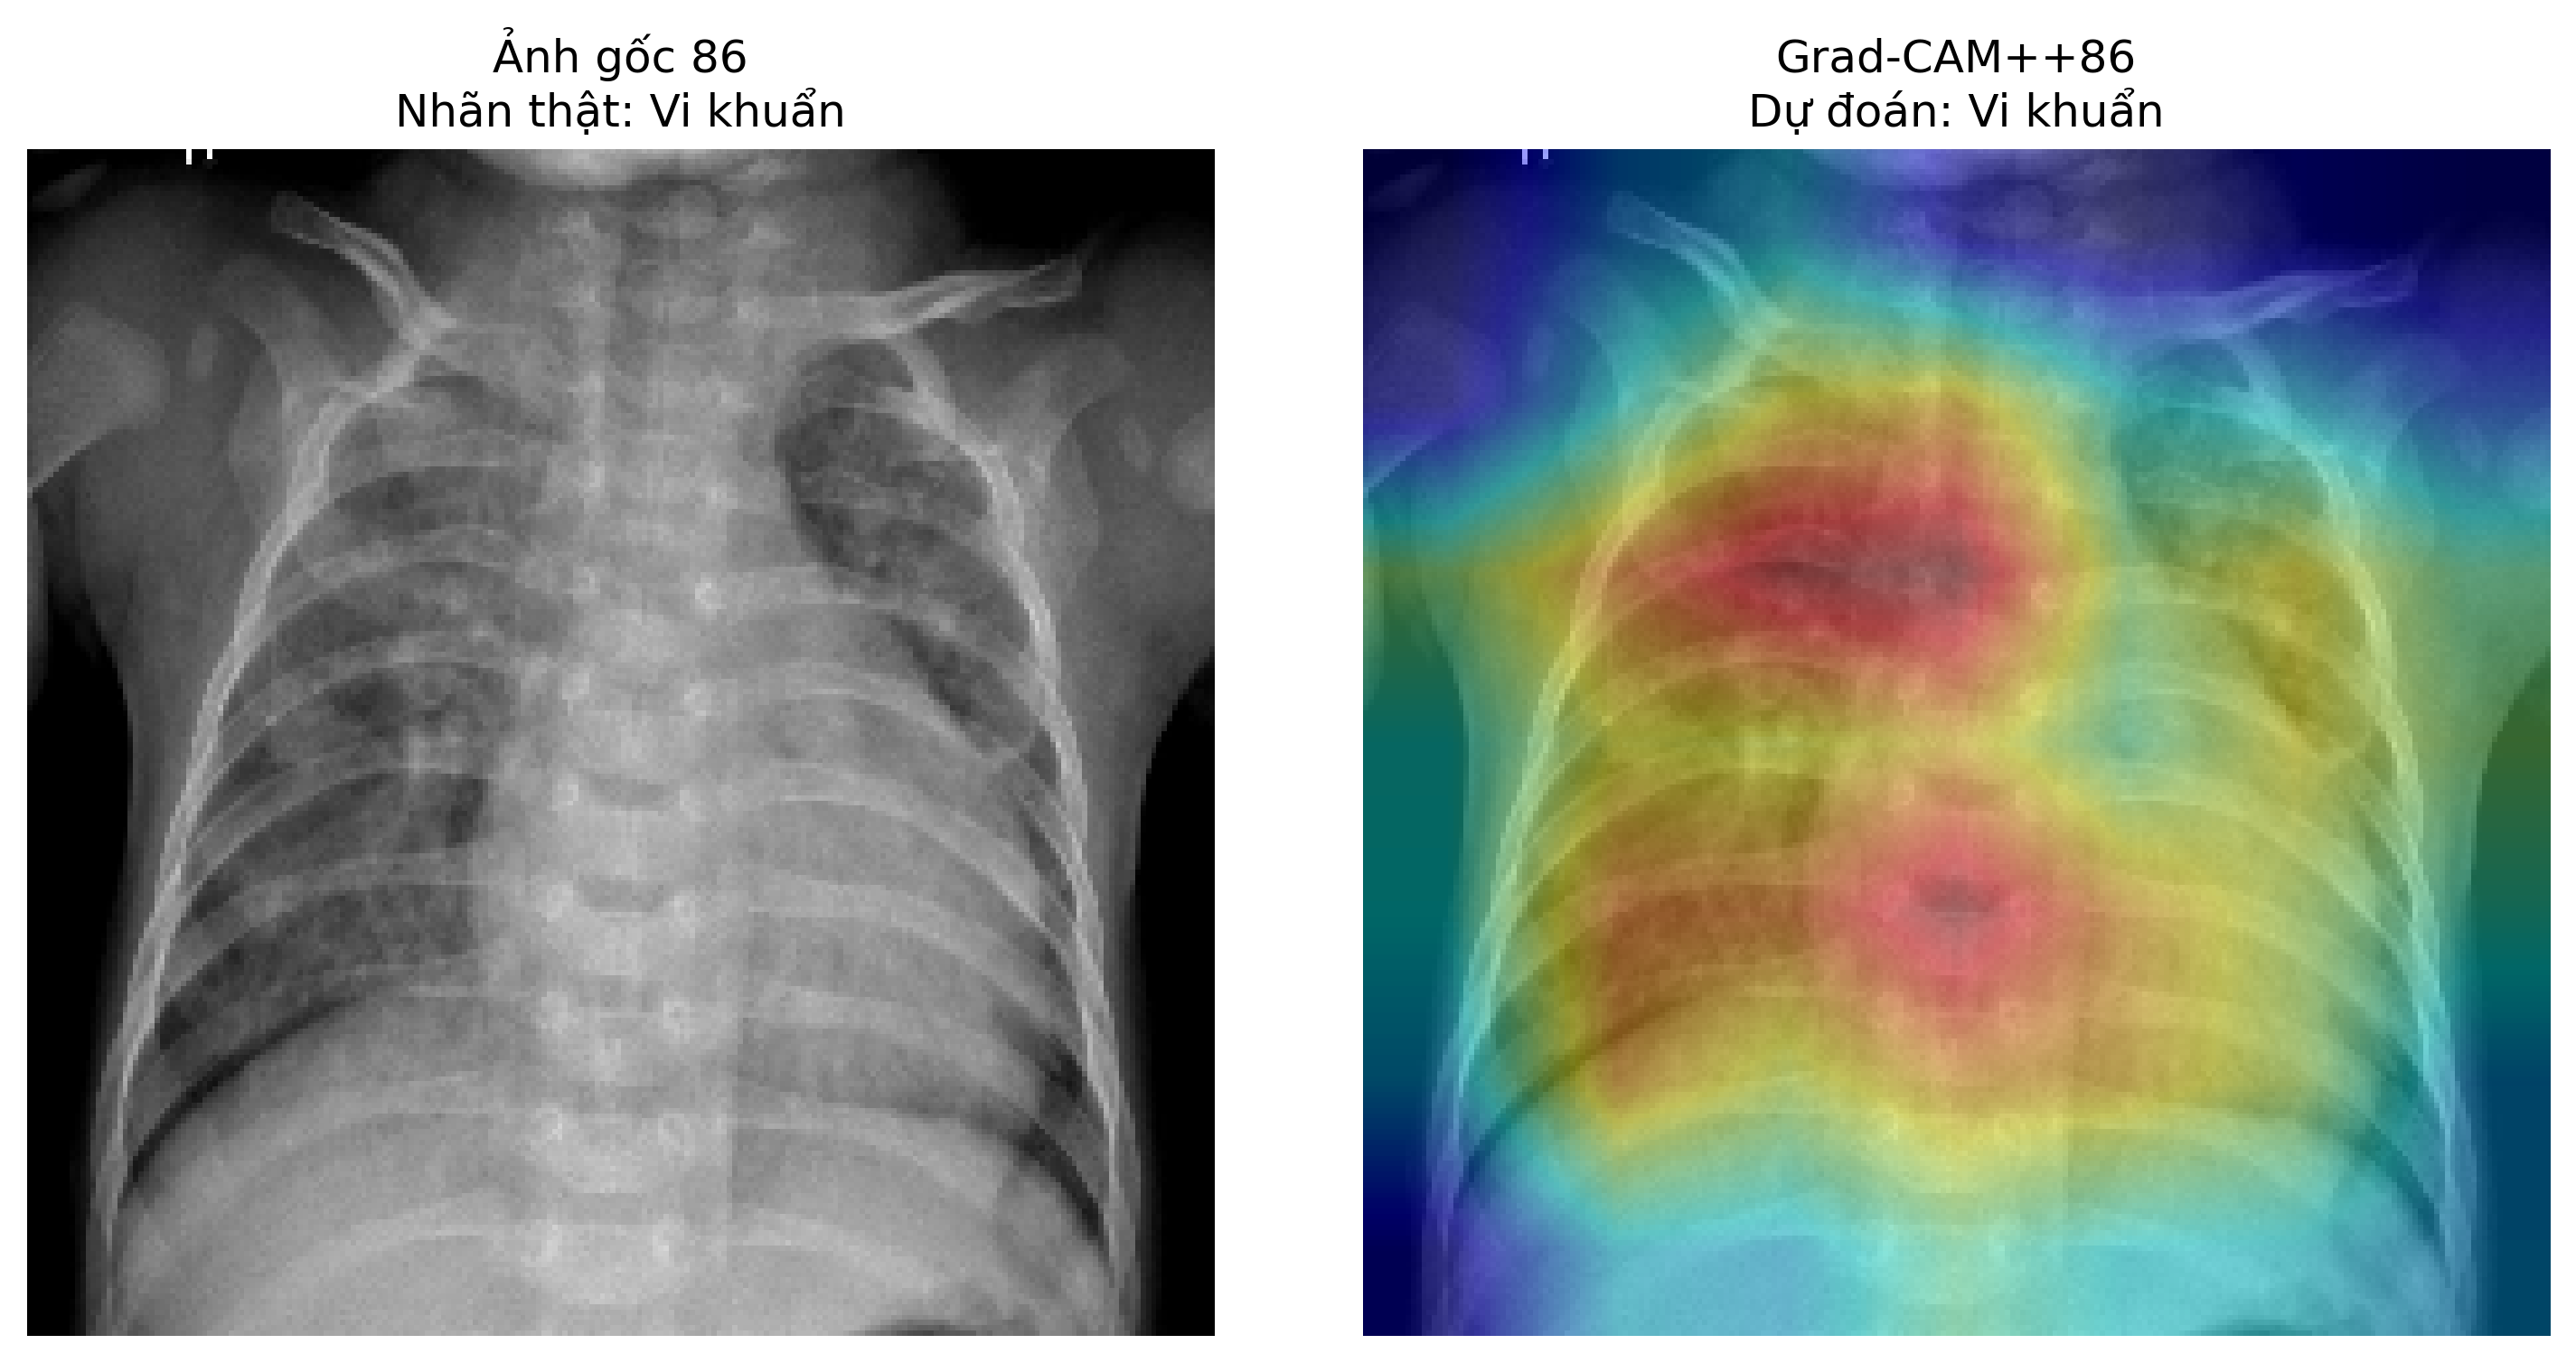 Ảnh gốc 86
Nhãn thật: Vi khuẩn
Grad-CAM++86
Dự đoán: Vi khuẩn